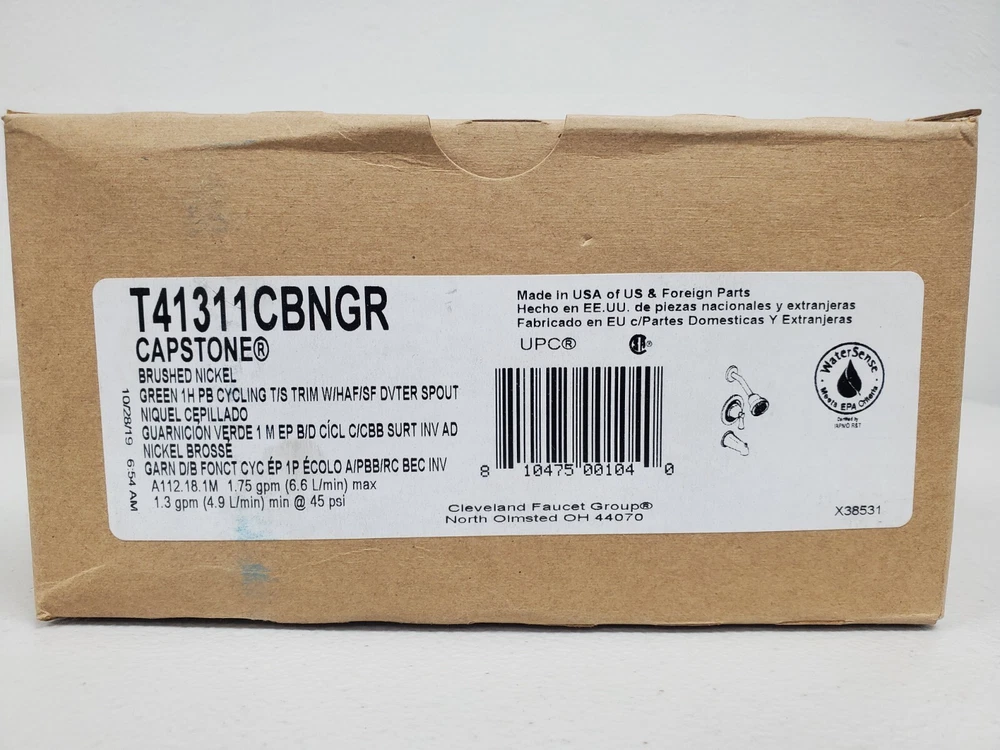 T41311CBNGR
CAPSTONE®
BRUSHED NICKEL
GREEN 1H PB CYCLING T/S TRIM W/HAF/SF DVTER SPOUT
NIQUEL CEPILLADO
GUARNICIÓN VERDE 1 M EP B/D CÍCL C/CBB SURT INV AD
NICKEL BROSSÉ
GARN D/B FONCT CYC ÉP 1P ÉCOLO A/PBB/RC BEC INV
A112.18.1M 1.75 gpm (6.6 L/min) max
1.3 gpm (4.9 L/min) min @ 45 psi
10/28/19 6:54 AM
Made in USA of US & Foreign Parts
Hecho en EE.UU. de piezas nacionales y extranjeras
Fabricado en EU c/Partes Domesticas Y Extranjeras
UPC®
8 10475 00104 0
WaterSense
Meets EPA Criteria
Certified by
IAPMO R&T
Cleveland Faucet Group®
North Olmsted OH 44070
X38531